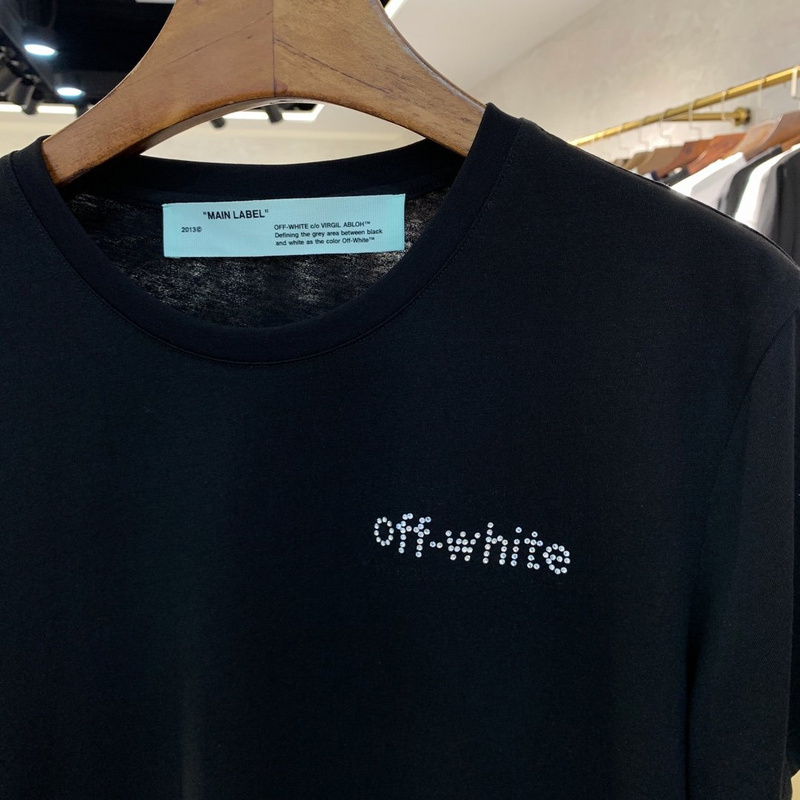 "MAIN LABEL"
2013©
OFF-WHITE c/o VIRGIL ABLOH™
Defining the grey area between black
and white as the color Off-White™
off-white